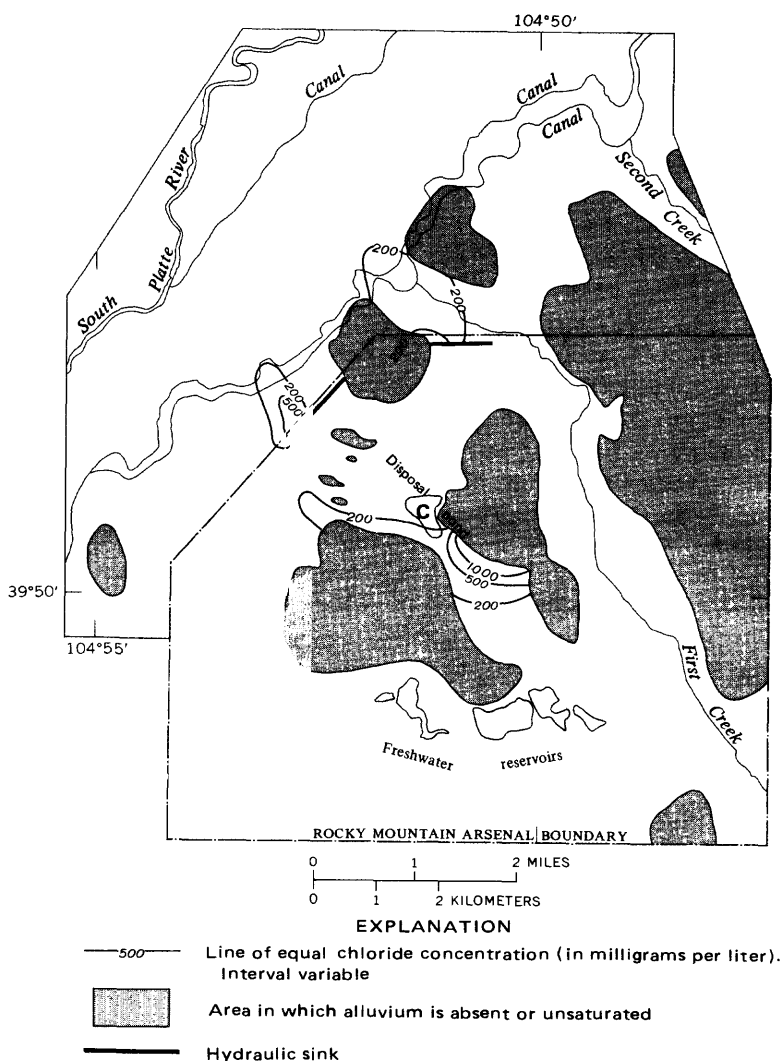 104°50'
Canal
Canal
Canal
Second
Creek
River
Platte
South
200
200
200
500
Disposal
C
200
1000
500
200
39°50'
104°55'
First
Creek
Freshwater
reservoirs
ROCKY MOUNTAIN ARSENAL BOUNDARY
0 1 2 MILES
0 1 2 KILOMETERS
EXPLANATION
500 Line of equal chloride concentration (in milligrams per liter).
Interval variable
Area in which alluvium is absent or unsaturated
Hydraulic sink